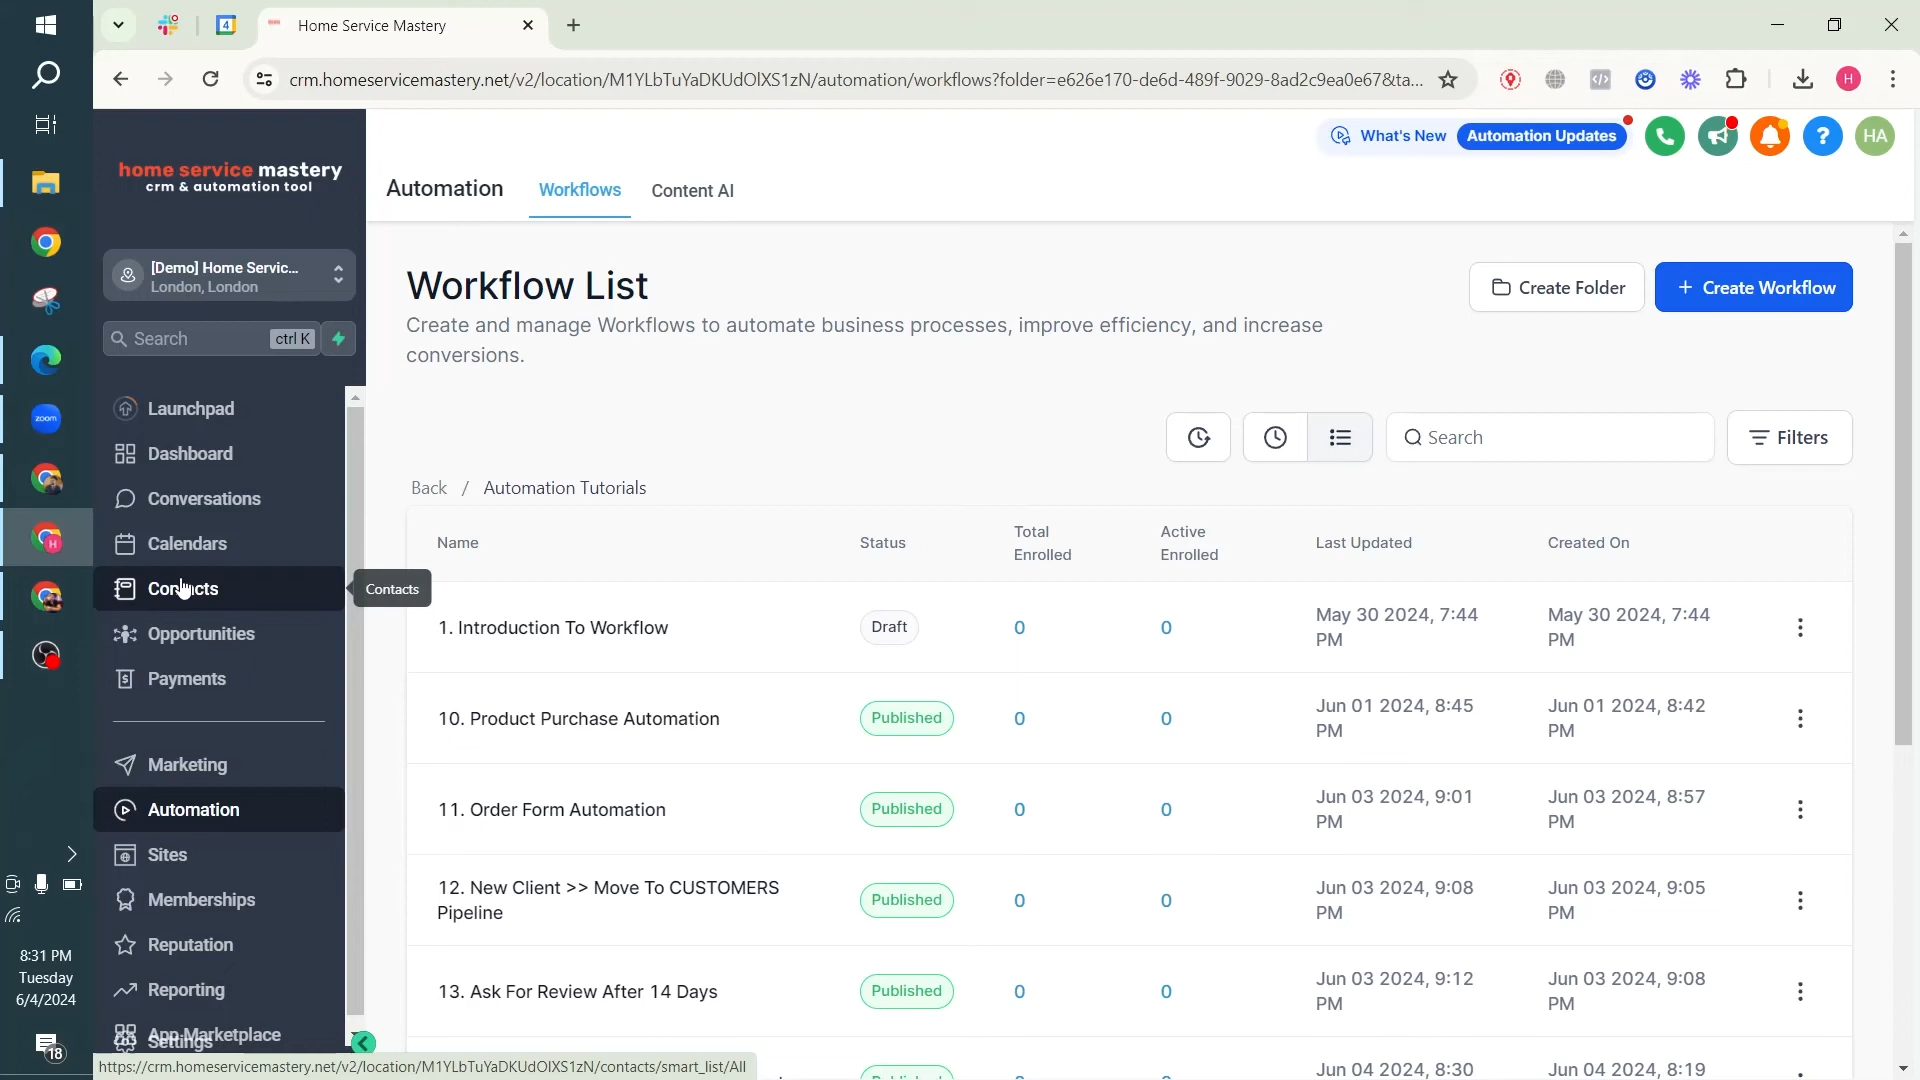 4
Home Service Mastery
crm.homeservicemastery.net/v2/location/M1YLbTuYaDKUdOlXS1zN/automation/workflows?folder=e626e170-de6d-489f-9029-8ad2c9ea0e67&ta...
H
home service mastery
crm & automation tool
What's New
Automation Updates
?
HA
Automation
Workflows
Content AI
[Demo] Home Servic...
London, London
Search
ctrl K
Launchpad
Dashboard
Conversations
Calendars
Contacts
Contacts
Opportunities
Payments
Marketing
Automation
Sites
Memberships
Reputation
Reporting
App Marketplace
Settings
Workflow List
Create and manage Workflows to automate business processes, improve efficiency, and increase
conversions.
Create Folder
+ Create Workflow
Search
Filters
Back / Automation Tutorials
Name
Status
Total
Enrolled
Active
Enrolled
Last Updated
Created On
1. Introduction To Workflow
Draft
0
0
May 30 2024, 7:44
PM
May 30 2024, 7:44
PM
10. Product Purchase Automation
Published
0
0
Jun 01 2024, 8:45
PM
Jun 01 2024, 8:42
PM
11. Order Form Automation
Published
0
0
Jun 03 2024, 9:01
PM
Jun 03 2024, 8:57
PM
12. New Client >> Move To CUSTOMERS
Pipeline
Published
0
0
Jun 03 2024, 9:08
PM
Jun 03 2024, 9:05
PM
13. Ask For Review After 14 Days
Published
0
0
Jun 03 2024, 9:12
PM
Jun 03 2024, 9:08
PM
Jun 04 2024, 8:30
Jun 04 2024, 8:19
https://crm.homeservicemastery.net/v2/location/M1YLbTuYaDKUdOlXS1zN/contacts/smart_list/All
zoom
H
8:31 PM
Tuesday
6/4/2024
18